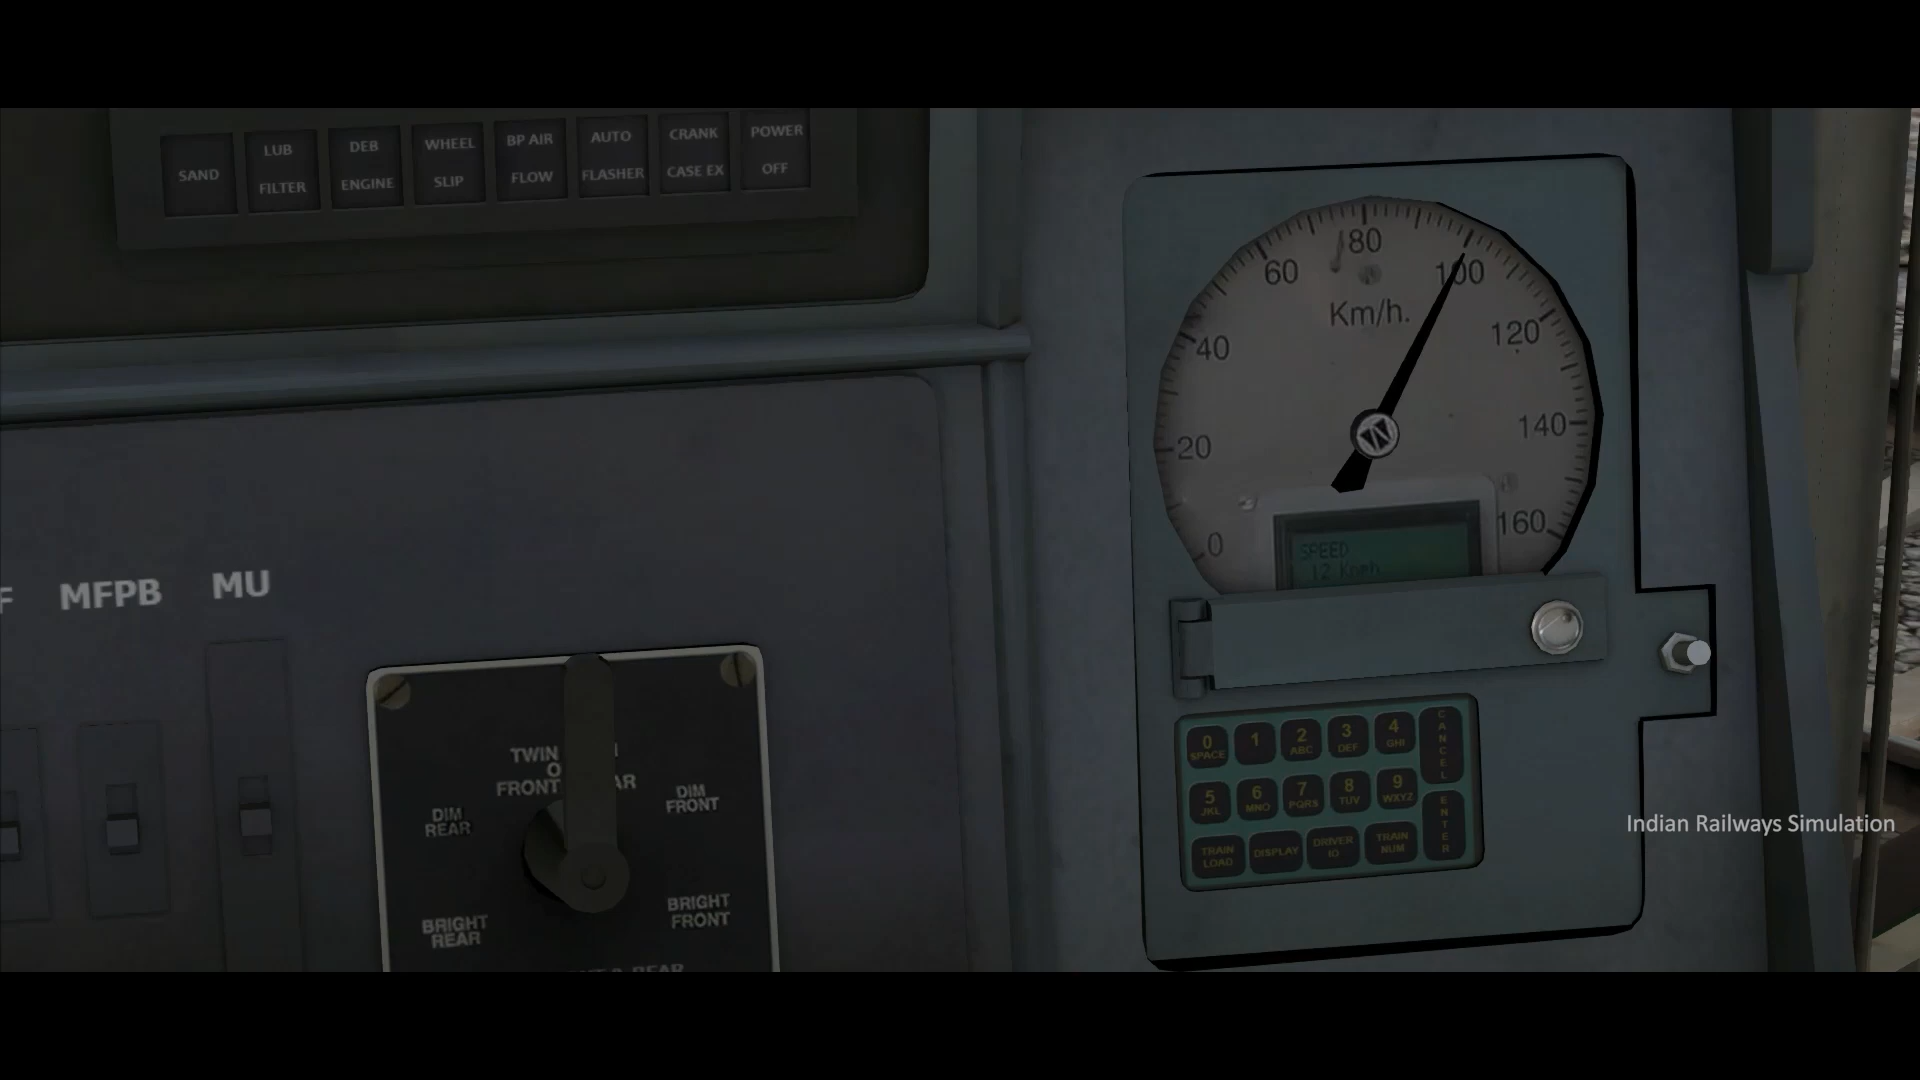 SAND
LUB
FILTER
DEB
ENGINE
WHEEL
SLIP
BP AIR
FLOW
AUTO
FLASHER
CRANK
CASE EX
POWER
OFF
0
20
40
60
80
100
120
140
160
Km/h.
SPEED
12 Kmph
F
MFPB
MU
TWIN
FRONT
DIM
REAR
DIM
FRONT
BRIGHT
REAR
BRIGHT
FRONT
0
SPACE
1
2
ABC
3
DEF
4
GHI
CANCEL
5
JKL
6
MNO
7
PQRS
8
TUV
9
WXYZ
ENTER
TRAIN
LOAD
DISPLAY
DRIVER
TRAIN
NUM
Indian Railways Simulation